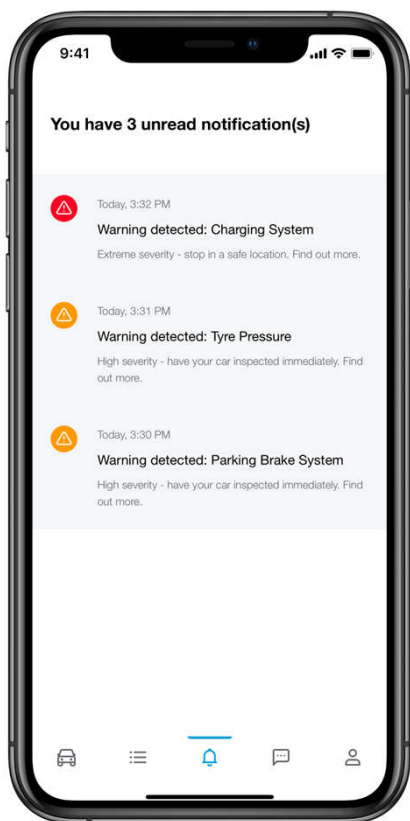 9:41
You have 3 unread notification(s)
Today, 3:32 PM
Warning detected: Charging System
Extreme severity - stop in a safe location. Find out more.
Today, 3:31 PM
Warning detected: Tyre Pressure
High severity - have your car inspected immediately. Find
out more.
Today, 3:30 PM
Warning detected: Parking Brake System
High severity - have your car inspected immediately. Find
out more.